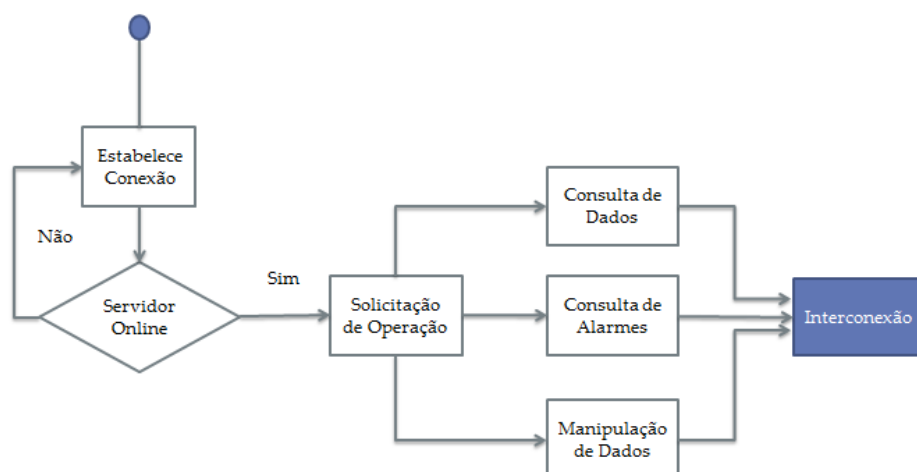 Estabelece
Conexão
Não
Servidor
Online
Sim
Solicitação
de Operação
Consulta de
Dados
Consulta de
Alarmes
Manipulação
de Dados
Interconexão